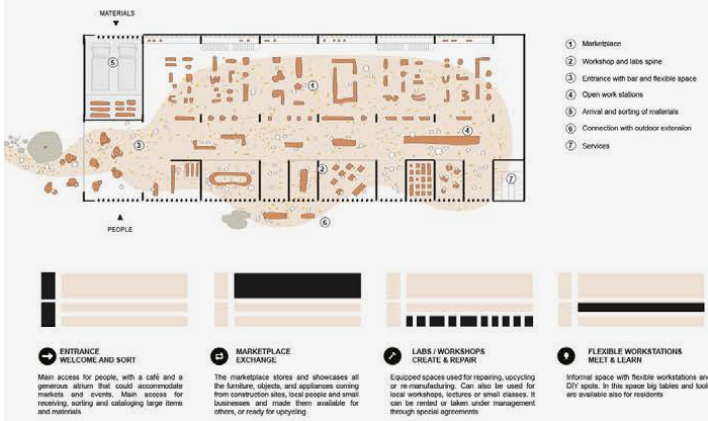 MATERIALS
5
1
3
4
2
7
6
PEOPLE
1 Marketplace
2 Workshop and labs spine
3 Entrance with bar and flexible space
4 Open work stations
5 Arrival and sorting of materials
6 Connection with outdoor extension
7 Services
ENTRANCE
WELCOME AND SORT
Main access for people, with a café and a
generous atrium that could accommodate
markets and events. Main access for
receiving, sorting and cataloging large items
and materials
MARKETPLACE
EXCHANGE
The marketplace stores and showcases all
the furniture, objects, and appliances coming
from construction sites, local people and small
businesses and made them available for
others, or ready for upcycling
LABS / WORKSHOPS
CREATE & REPAIR
Equipped spaces used for repairing, upcycling
or re-manufacturing. Can also be used for
local workshops, lectures or small classes. It
can be rented or taken under management
through special agreements
FLEXIBLE WORKSTATIONS
MEET & LEARN
Informal space with flexible workstations and
DIY spots. In this space big tables and tools
are available also for residents